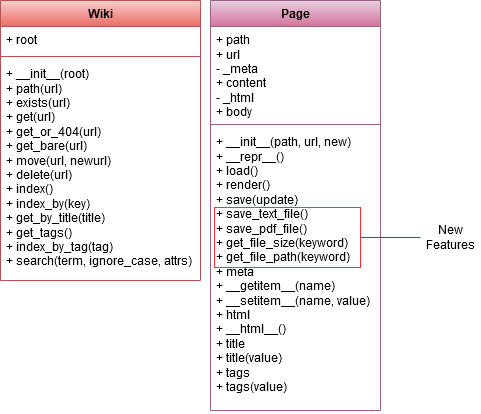 Wiki
+ root
+ __init__(root)
+ path(url)
+ exists(url)
+ get(url)
+ get_or_404(url)
+ get_bare(url)
+ move(url, newurl)
+ delete(url)
+ index()
+ index_by(key)
+ get_by_title(title)
+ get_tags()
+ index_by_tag(tag)
+ search(term, ignore_case, attrs)
Page
+ path
+ url
- _meta
+ content
- _html
+ body
+ __init__(path, url, new)
+ __repr__()
+ load()
+ render()
+ save(update)
+ save_text_file()
+ save_pdf_file()
+ get_file_size(keyword)
+ get_file_path(keyword)
+ meta
+ __getitem__(name)
+ __setitem__(name, value)
+ html
+ __html__()
+ title
+ title(value)
+ tags
+ tags(value)
New
Features